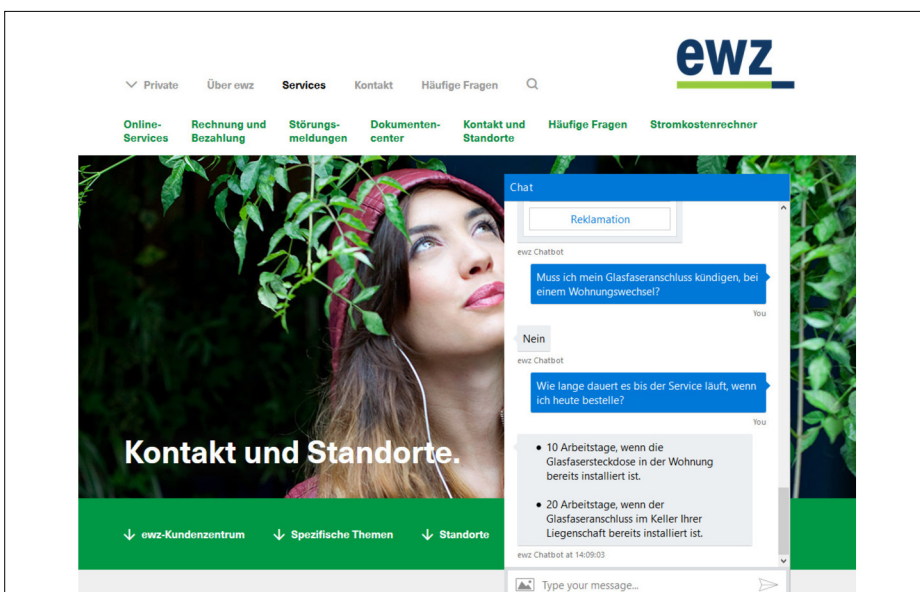 ewz
Private Über ewz Services Kontakt Häufige Fragen
Online-Services Rechnung und Bezahlung Störungs-meldungen Dokumenten-center Kontakt und Standorte Häufige Fragen Stromkostenrechner
Kontakt und Standorte.
ewz-Kundenzentrum Spezifische Themen Standorte
Chat
Reklamation
ewz Chatbot
Muss ich mein Glasfaseranschluss kündigen, bei
einem Wohnungswechsel?
You
Nein
ewz Chatbot
Wie lange dauert es bis der Service läuft, wenn
ich heute bestelle?
You
• 10 Arbeitstage, wenn die
Glasfasersteckdose in der Wohnung
bereits installiert ist.
• 20 Arbeitstage, wenn der
Glasfaseranschluss im Keller Ihrer
Liegenschaft bereits installiert ist.
ewz Chatbot at 14:09:03
Type your message...